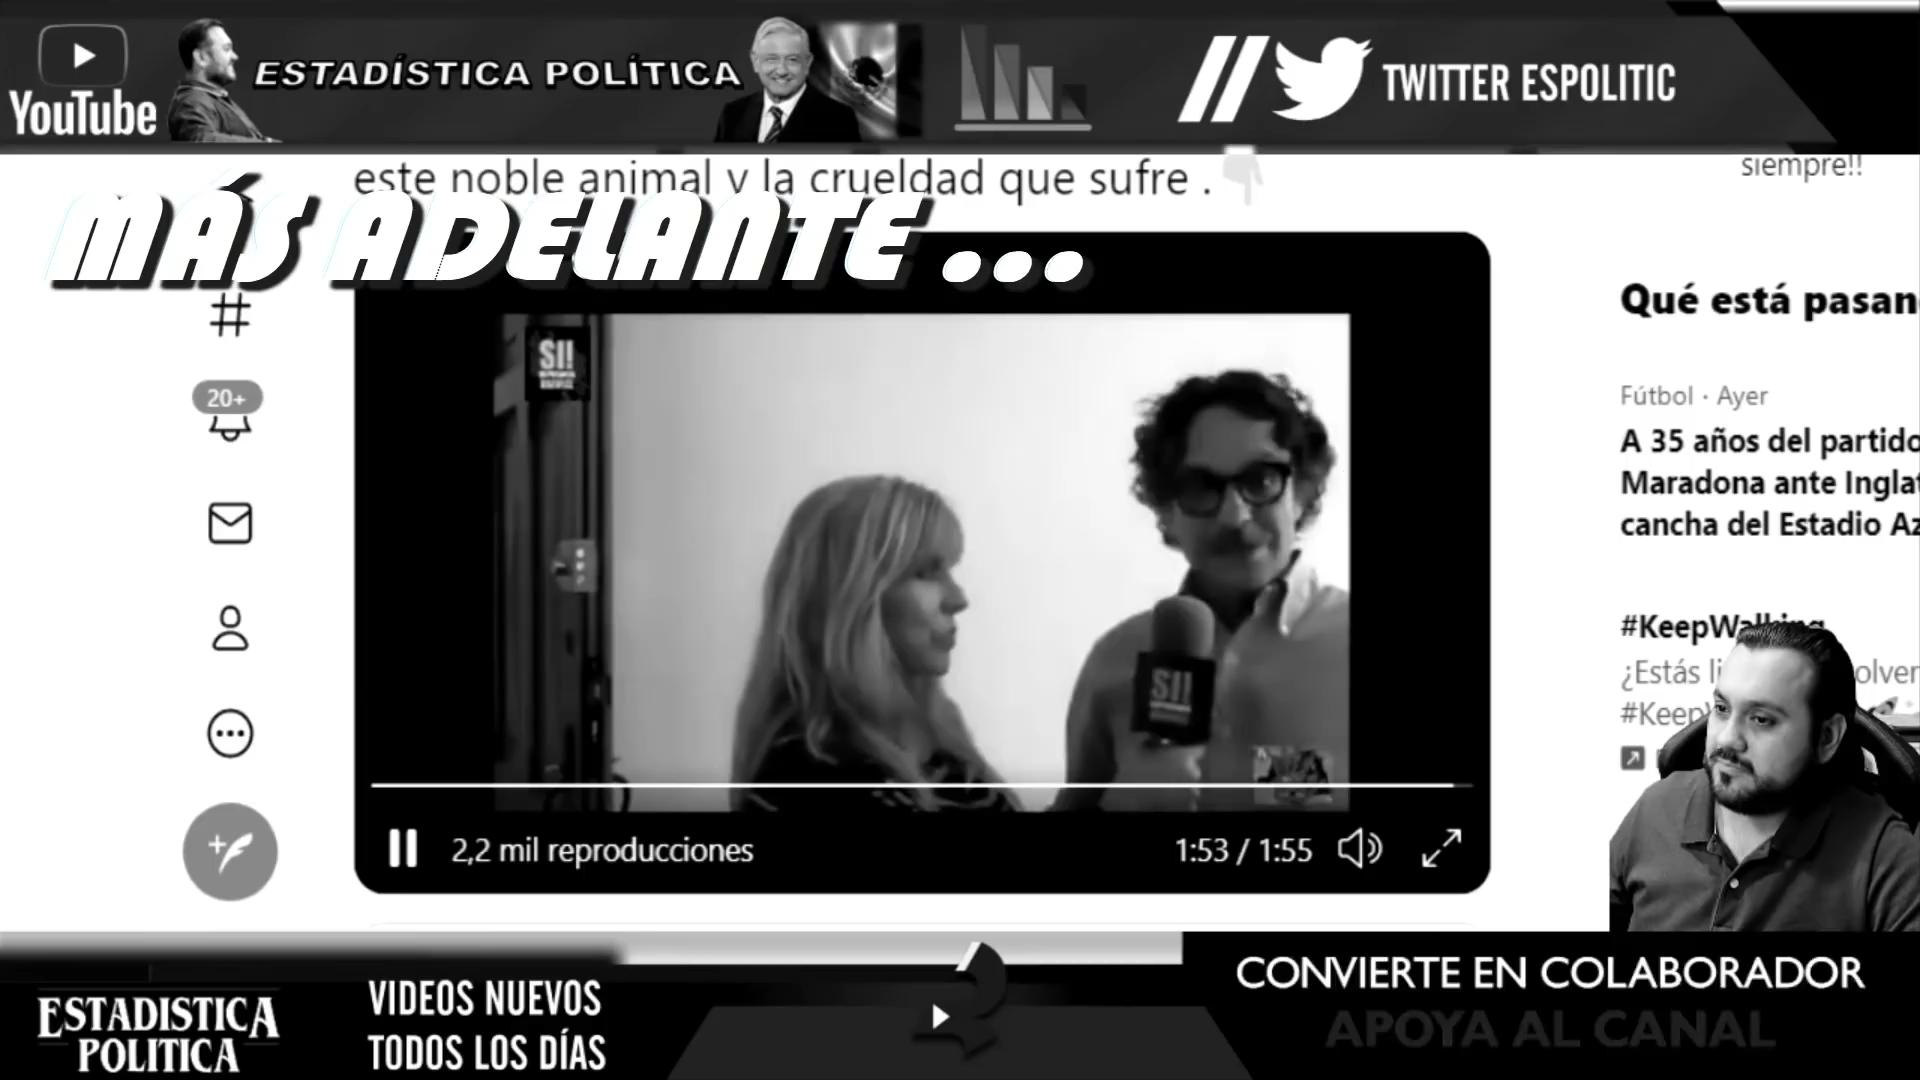 YouTube
ESTADÍSTICA POLÍTICA
TWITTER ESPOLITIC
este noble animal y la crueldad que sufre .
siempre!!
MÁS ADELANTE ...
Qué está pasan
20+
Fútbol · Ayer
A 35 años del partido
Maradona ante Inglat
cancha del Estadio Az
#KeepWalking
¿Estás li
olver
#Keep
SI!
SI!
2,2 mil reproducciones
1:53 / 1:55
ESTADISTICA
POLITICA
VIDEOS NUEVOS
TODOS LOS DÍAS
CONVIERTE EN COLABORADOR
APOYA AL CANAL